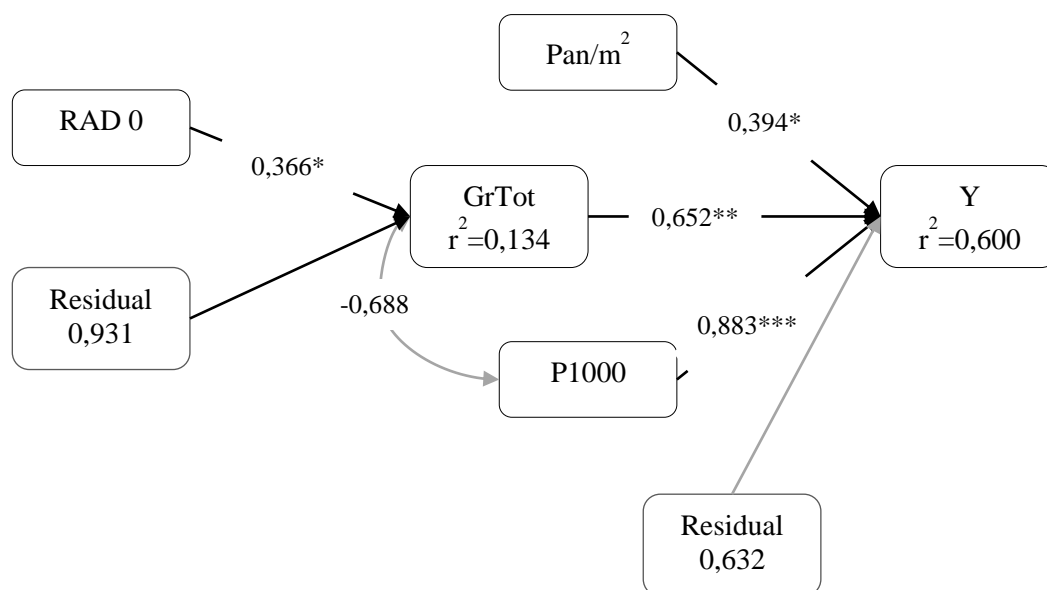 Pan/m²
RAD 0
0,394*
0,366*
GrTot
r²=0,134
0,652**
Y
r²=0,600
Residual
0,931
-0,688
0,883***
P1000
Residual
0,632